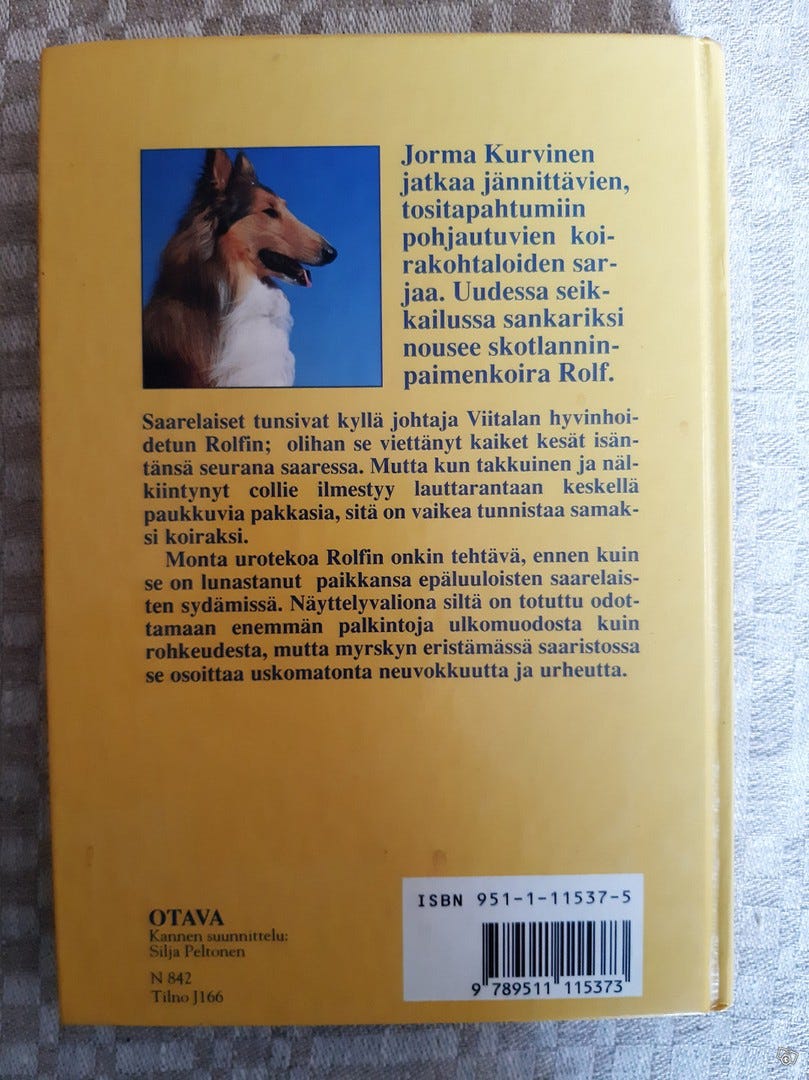 Jorma Kurvinen
jatkaa jännittävien,
tositapahtumiin
pohjautuvien koi-
rakohtaloiden sar-
jaa. Uudessa seik-
kailussa sankariksi
nousee skotlannin-
paimenkoira Rolf.
Saarelaiset tunsivat kyllä johtaja Viitalan hyvinhoi-
detun Rolfin; olihan se viettänyt kaiket kesät isän-
tänsä seurana saaressa. Mutta kun takkuinen ja näl-
kiintynyt collie ilmestyy lauttarantaan keskellä
paukkuvia pakkasia, sitä on vaikea tunnistaa samak-
si koiraksi.
Monta urotekoa Rolfin onkin tehtävä, ennen kuin
se on lunastanut paikkansa epäluuloisten saarelais-
ten sydämissä. Näyttelyvaliona siltä on totuttu odot-
tamaan enemmän palkintoja ulkomuodosta kuin
rohkeudesta, mutta myrskyn eristämässä saaristossa
se osoittaa uskomatonta neuvokkuutta ja urheutta.
OTAVA
Kannen suunnittelu:
Silja Peltonen
N 842
Tilno J166
ISBN 951-1-11537-5
9 789511 115373